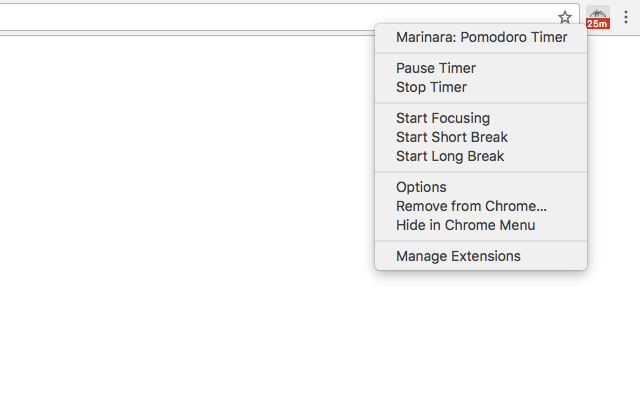 25m
Marinara: Pomodoro Timer
Pause Timer
Stop Timer
Start Focusing
Start Short Break
Start Long Break
Options
Remove from Chrome...
Hide in Chrome Menu
Manage Extensions